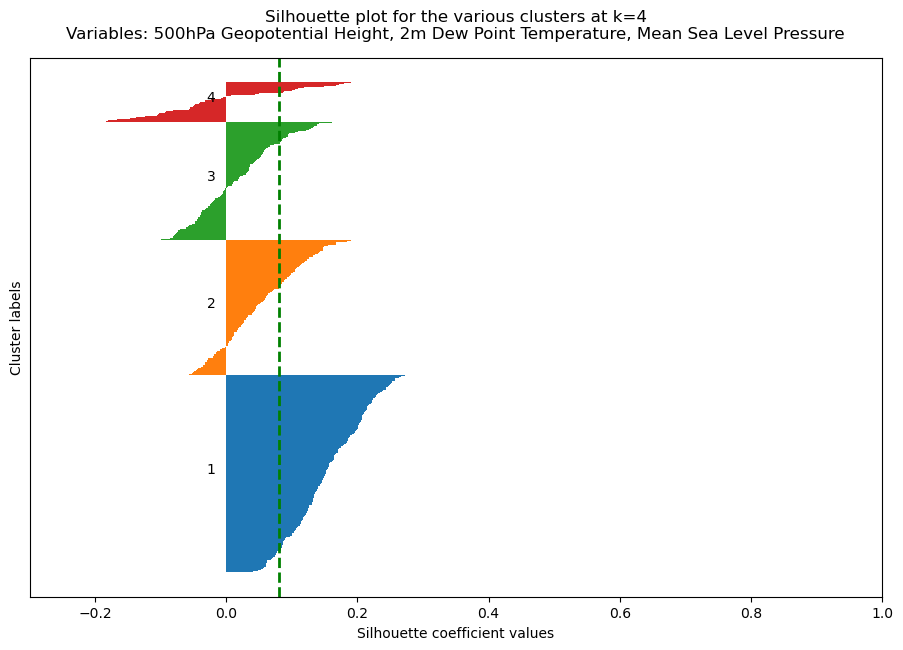 Silhouette plot for the various clusters at k=4
Variables: 500hPa Geopotential Height, 2m Dew Point Temperature, Mean Sea Level Pressure
4
3
2
1
Cluster labels
−0.2 0.0 0.2 0.4 0.6 0.8 1.0
Silhouette coefficient values